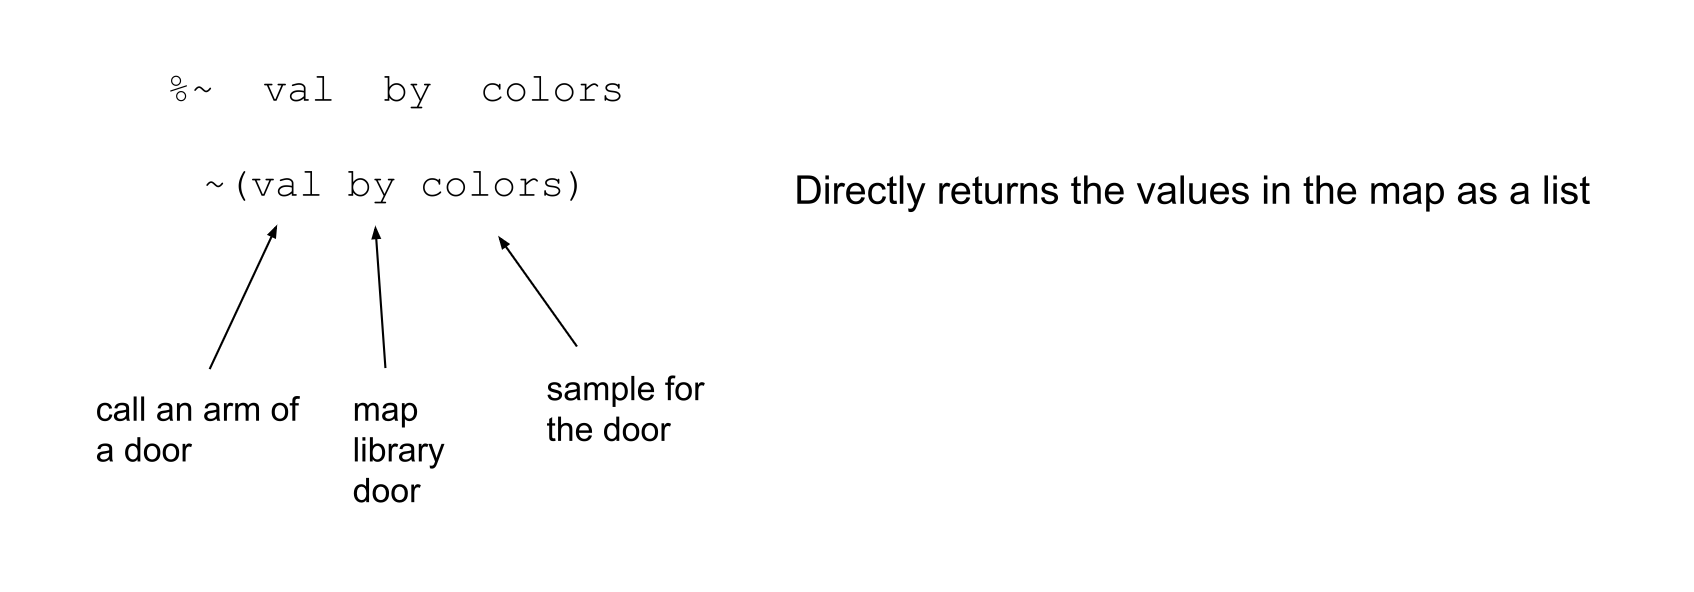 %~  val  by  colors
~(val by colors)
Directly returns the values in the map as a list
call an arm of
a door
map
library
door
sample for
the door